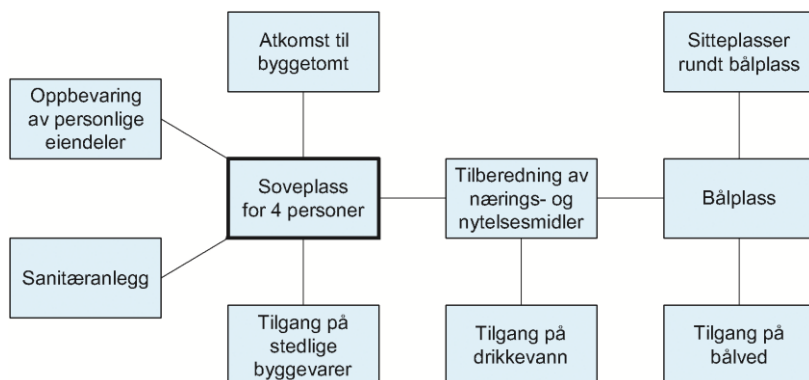 Atkomst til
byggetomt
Sitteplasser
rundt bålplass
Oppbevaring
av personlige
eiendeler
Soveplass
for 4 personer
Tilberedning av
nærings- og
nytelsesmidler
Bålplass
Sanitæranlegg
Tilgang på
stedlige
byggevarer
Tilgang på
drikkevann
Tilgang på
bålved